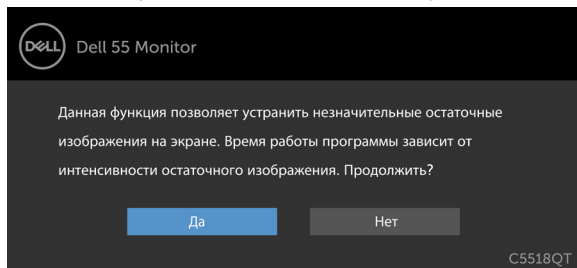 DELL
Dell 55 Monitor
Данная функция позволяет устранить незначительные остаточные
изображения на экране. Время работы программы зависит от
интенсивности остаточного изображения. Продолжить?
Да
Нет
C5518QT